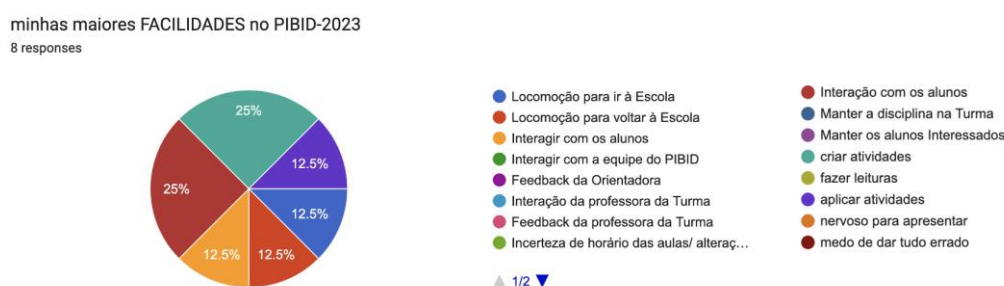 minhas maiores FACILIDADES no PIBID-2023
8 responses
25%
25%
12.5%
12.5%
12.5%
12.5%
Locomoção para ir à Escola
Locomoção para voltar à Escola
Interagir com os alunos
Interagir com a equipe do PIBID
Feedback da Orientadora
Interação da professora da Turma
Feedback da professora da Turma
Incerteza de horário das aulas/ alteraç...
1/2
Interação com os alunos
Manter a disciplina na Turma
Manter os alunos Interessados
criar atividades
fazer leituras
aplicar atividades
nervoso para apresentar
medo de dar tudo errado